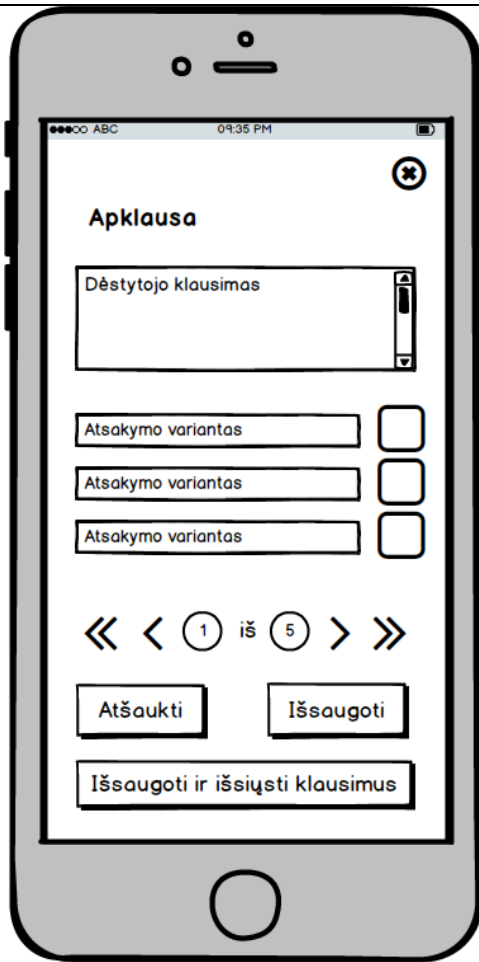 ABC 09:35 PM
Apklausa
Dėstytojo klausimas
Atsakymo variantas
Atsakymo variantas
Atsakymo variantas
1 iš 5
Atšaukti Išsaugoti
Išsaugoti ir išsiųsti klausimus